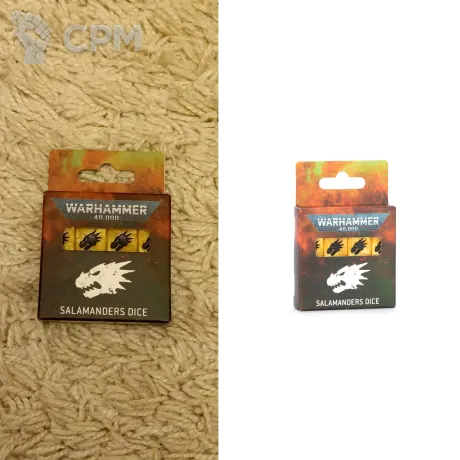 CPM
WARHAMMER
40,000
SALAMANDERS DICE
WARHAMMER
40,000
SALAMANDERS DICE